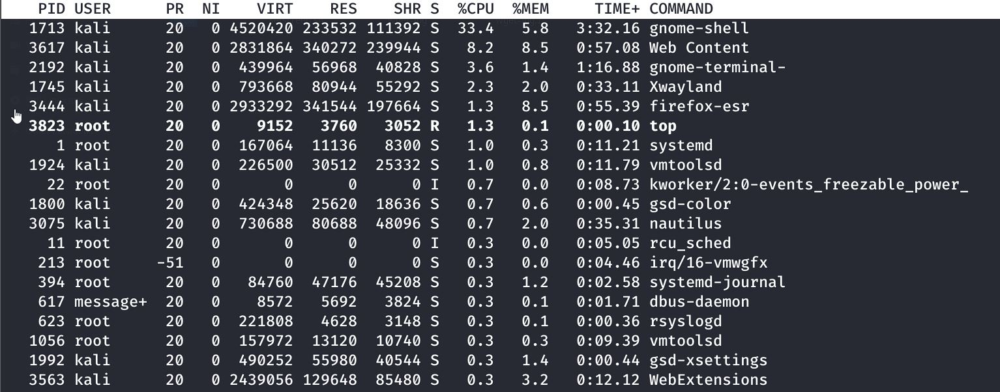 PID USER PR NI VIRT RES SHR S %CPU %MEM TIME+ COMMAND
1713 kali 20 0 4520420 233532 111392 S 33.4 5.8 3:32.16 gnome-shell
3617 kali 20 0 2831864 340272 239944 S 8.2 8.5 0:57.08 Web Content
2192 kali 20 0 439964 56968 40828 S 3.6 1.4 1:16.88 gnome-terminal-
1745 kali 20 0 793668 80944 55292 S 2.3 2.0 0:33.11 Xwayland
3444 kali 20 0 2933292 341544 197664 S 1.3 8.5 0:55.39 firefox-esr
3823 root 20 0 9152 3760 3052 R 1.3 0.1 0:00.10 top
1 root 20 0 167064 11136 8300 S 1.0 0.3 0:11.21 systemd
1924 kali 20 0 226500 30512 25332 S 1.0 0.8 0:11.79 vmtoolsd
22 root 20 0 0 0 0 I 0.7 0.0 0:08.73 kworker/2:0-events_freezable_power_
1800 kali 20 0 424348 25620 18636 S 0.7 0.6 0:00.45 gsd-color
3075 kali 20 0 730688 80688 48096 S 0.7 2.0 0:35.31 nautilus
11 root 20 0 0 0 0 I 0.3 0.0 0:05.05 rcu_sched
213 root -51 0 0 0 0 S 0.3 0.0 0:04.46 irq/16-vmwgfx
394 root 20 0 84760 47176 45208 S 0.3 1.2 0:02.58 systemd-journal
617 message+ 20 0 8572 5692 3824 S 0.3 0.1 0:01.71 dbus-daemon
623 root 20 0 221808 4628 3148 S 0.3 0.1 0:00.36 rsyslogd
1056 root 20 0 157972 13120 10740 S 0.3 0.3 0:09.39 vmtoolsd
1992 kali 20 0 490252 55980 40544 S 0.3 1.4 0:00.44 gsd-xsettings
3563 kali 20 0 2439056 129648 85480 S 0.3 3.2 0:12.12 WebExtensions